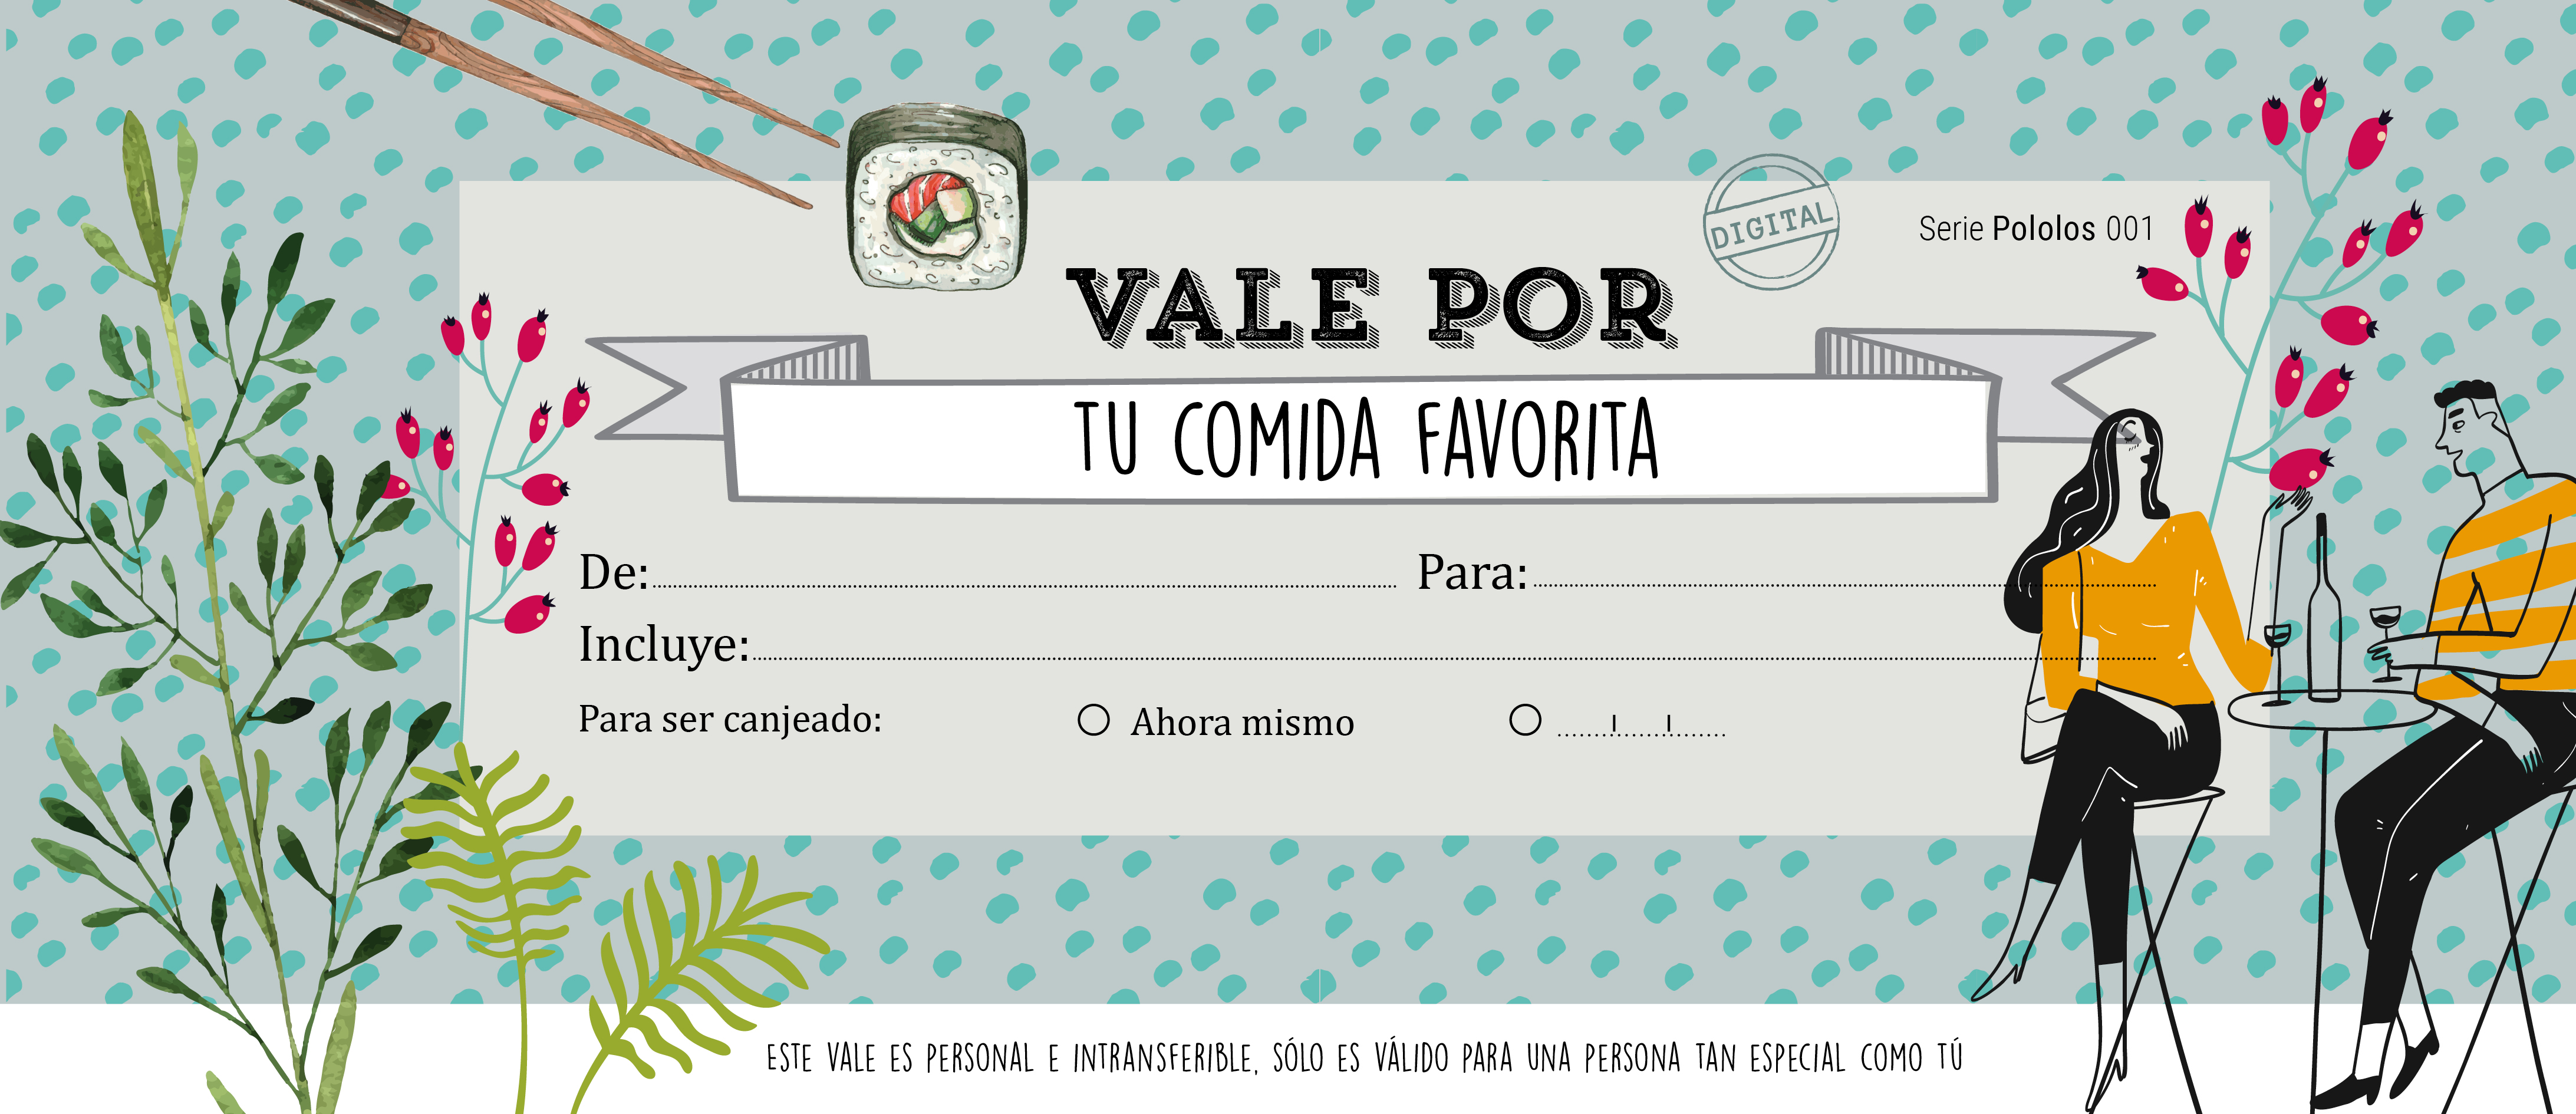 DIGITAL
Serie Pololos 001
VALE POR
TU COMIDA FAVORITA
De: Para:
Incluye:
Para ser canjeado: Ahora mismo
ESTE VALE ES PERSONAL E INTRANSFERIBLE, SÓLO ES VÁLIDO PARA UNA PERSONA TAN ESPECIAL COMO TÚ